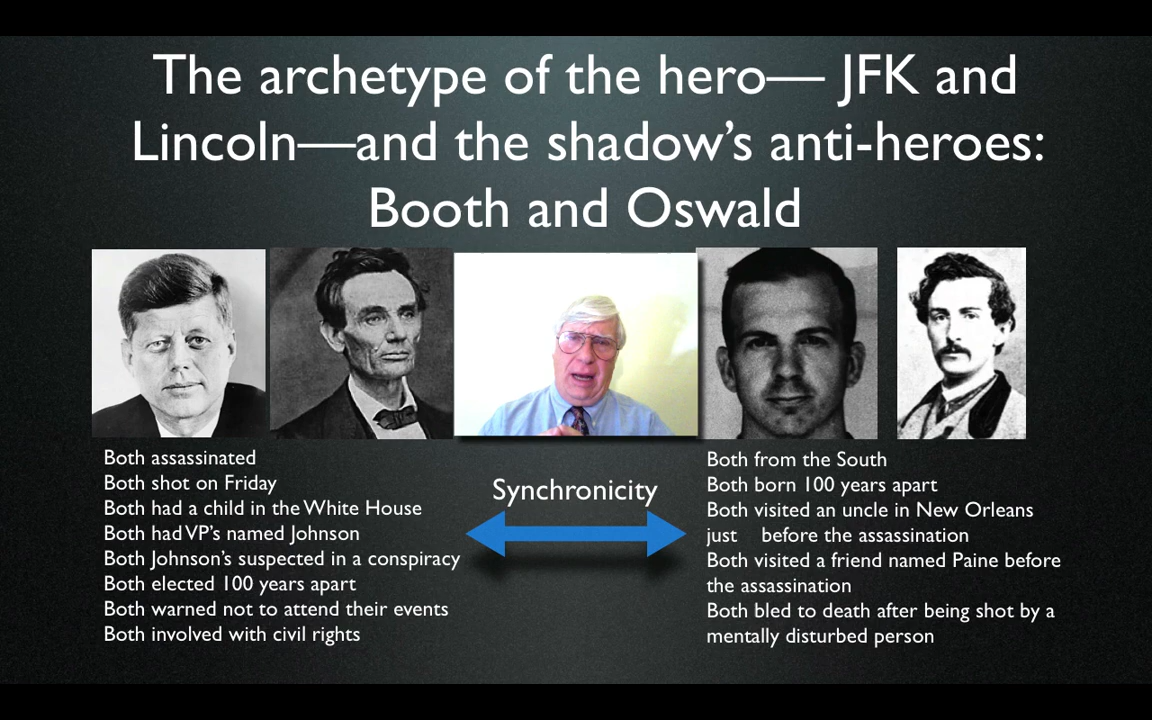 The archetype of the hero— JFK and
Lincoln—and the shadow's anti-heroes:
Booth and Oswald
Both assassinated
Both shot on Friday
Both had a child in the White House
Both had VP's named Johnson
Both Johnson's suspected in a conspiracy
Both elected 100 years apart
Both warned not to attend their events
Both involved with civil rights
Synchronicity
Both from the South
Both born 100 years apart
Both visited an uncle in New Orleans
just before the assassination
Both visited a friend named Paine before
the assassination
Both bled to death after being shot by a
mentally disturbed person